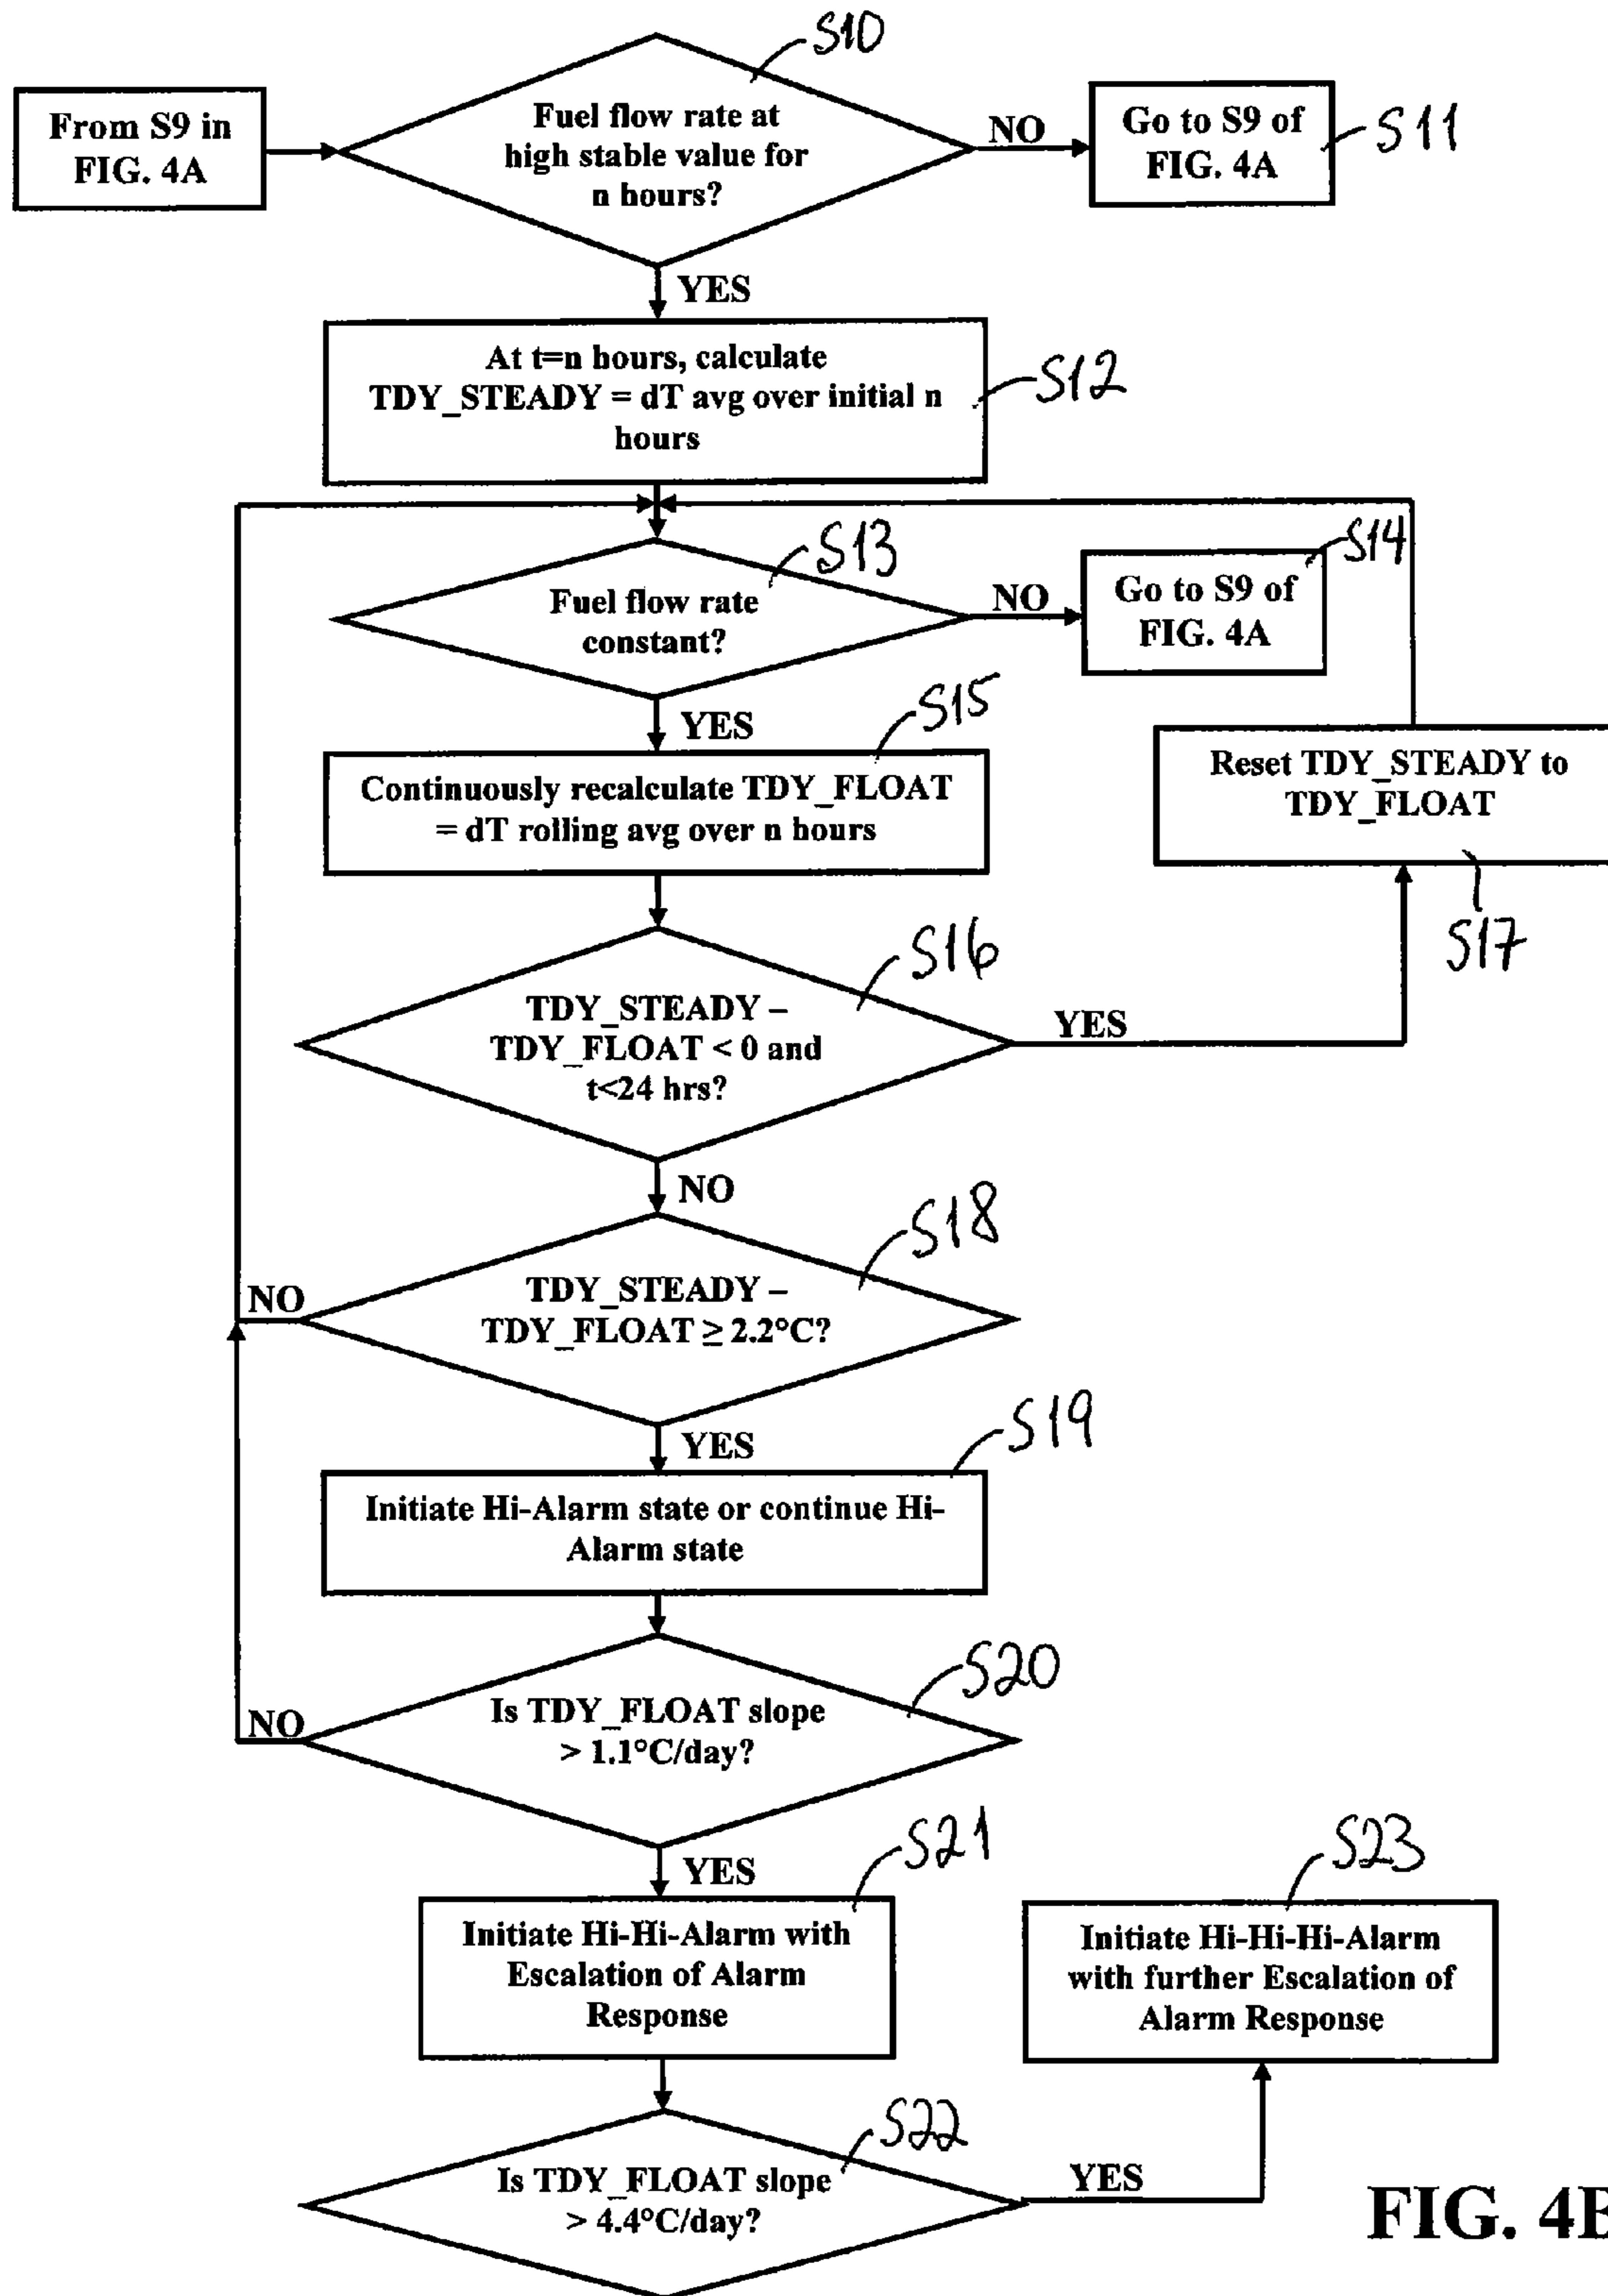 S10
From S9 in
FIG. 4A
Fuel flow rate at
high stable value for
n hours?
NO
Go to S9 of
FIG. 4A
S11
YES
At t=n hours, calculate
TDY_STEADY = dT avg over initial n
hours
S12
S13
Fuel flow rate
constant?
NO
Go to S9 of
FIG. 4A
S14
YES
S15
Continuously recalculate TDY_FLOAT
= dT rolling avg over n hours
Reset TDY_STEADY to
TDY_FLOAT
S17
S16
TDY_STEADY –
TDY_FLOAT < 0 and
t<24 hrs?
YES
NO
S18
TDY_STEADY –
TDY_FLOAT ≥ 2.2°C?
NO
YES
S19
Initiate Hi-Alarm state or continue Hi-
Alarm state
S20
Is TDY_FLOAT slope
> 1.1°C/day?
NO
YES
S21
Initiate Hi-Hi-Alarm with
Escalation of Alarm
Response
S23
Initiate Hi-Hi-Hi-Alarm
with further Escalation of
Alarm Response
S22
Is TDY_FLOAT slope
> 4.4°C/day?
YES
FIG. 4B